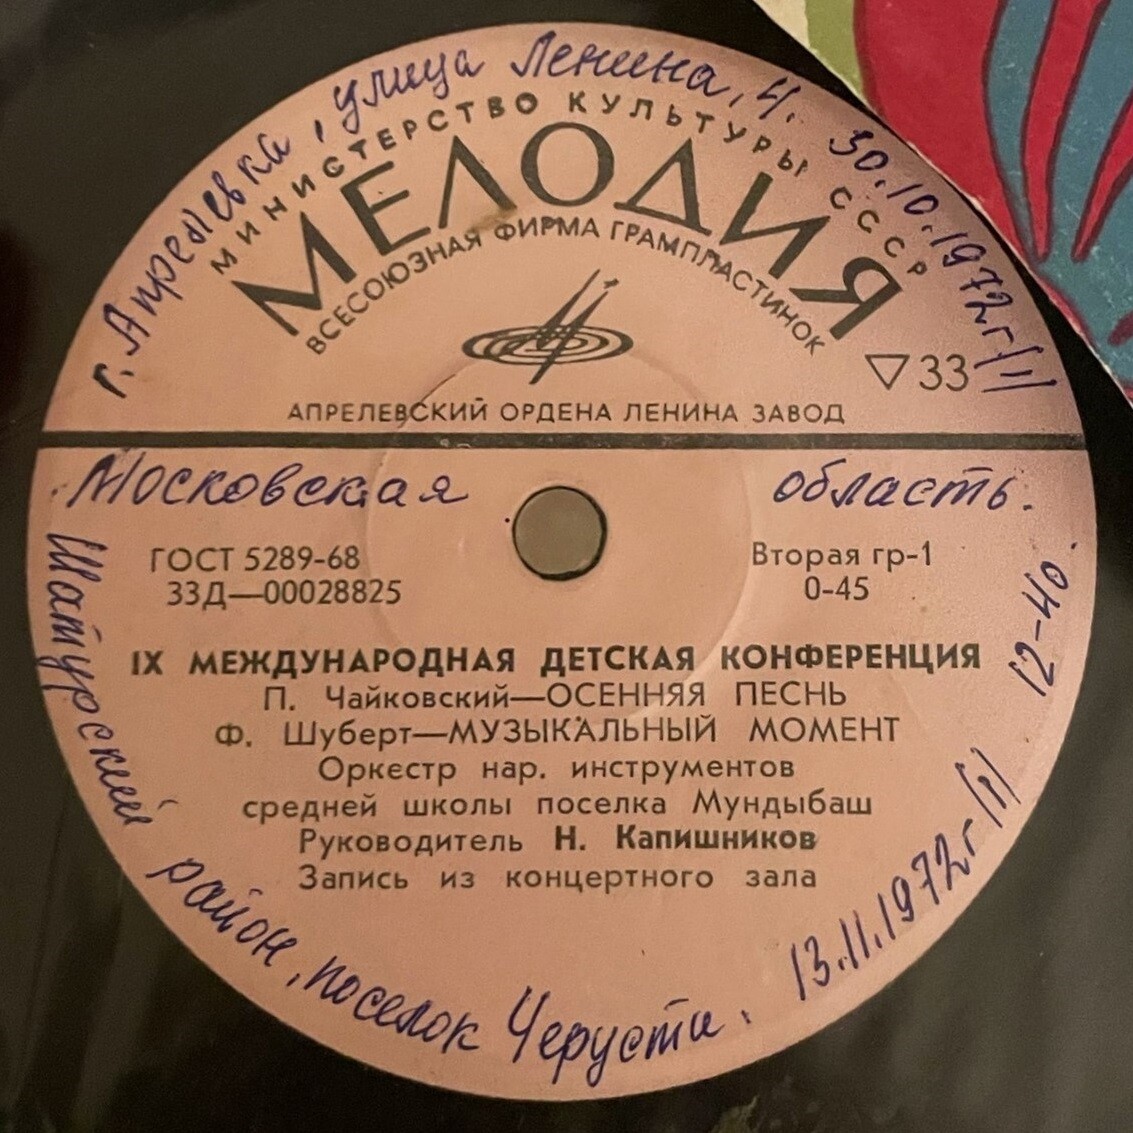 г. Апрелевка, улица Ленина, 4. 30.10.1972г (II)
МИНИСТЕРСТВО КУЛЬТУРЫ СССР
МЕЛОДИЯ
ВСЕСОЮЗНАЯ ФИРМА ГРАМПЛАСТИНОК
▽33
АПРЕЛЕВСКИЙ ОРДЕНА ЛЕНИНА ЗАВОД
Московская область.
ГОСТ 5289-68
33Д—00028825
Вторая гр-1
0-45
IX МЕЖДУНАРОДНАЯ ДЕТСКАЯ КОНФЕРЕНЦИЯ
П. Чайковский—ОСЕННЯЯ ПЕСНЬ
Ф. Шуберт—МУЗЫКАЛЬНЫЙ МОМЕНТ
Оркестр нар. инструментов
средней школы поселка Мундыбаш
Руководитель Н. Капишников
Запись из концертного зала
Шатурский район, поселок Черусти. 13.11.1972г (I) 12-40.